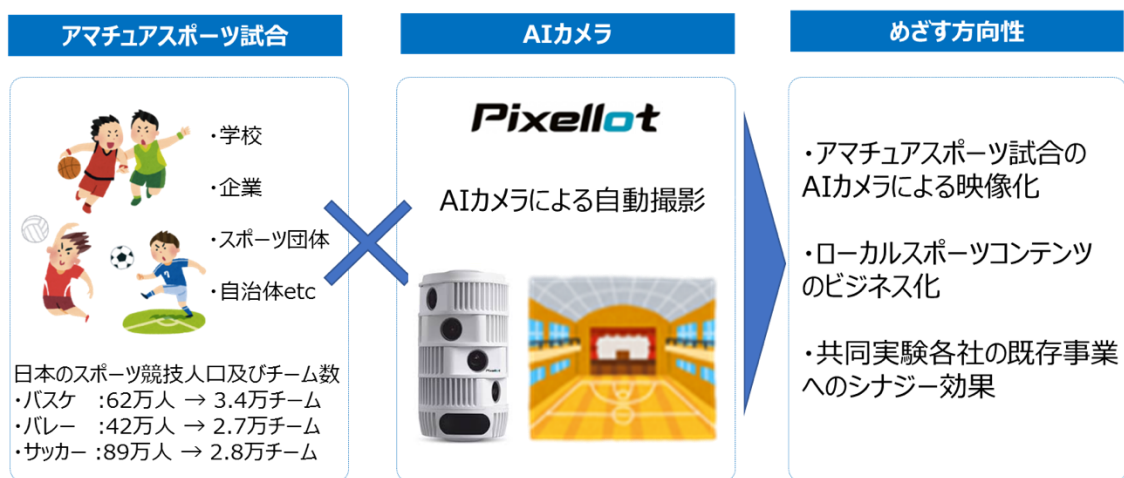 アマチュアスポーツ試合
・学校
・企業
・スポーツ団体
・自治体etc
日本のスポーツ競技人口及びチーム数
・バスケ :62万人 → 3.4万チーム
・バレー :42万人 → 2.7万チーム
・サッカー :89万人 → 2.8万チーム
AIカメラ
Pixellot
AIカメラによる自動撮影
Pixellot
めざす方向性
・アマチュアスポーツ試合の
AIカメラによる映像化
・ローカルスポーツコンテンツ
のビジネス化
・共同実験各社の既存事業
へのシナジー効果